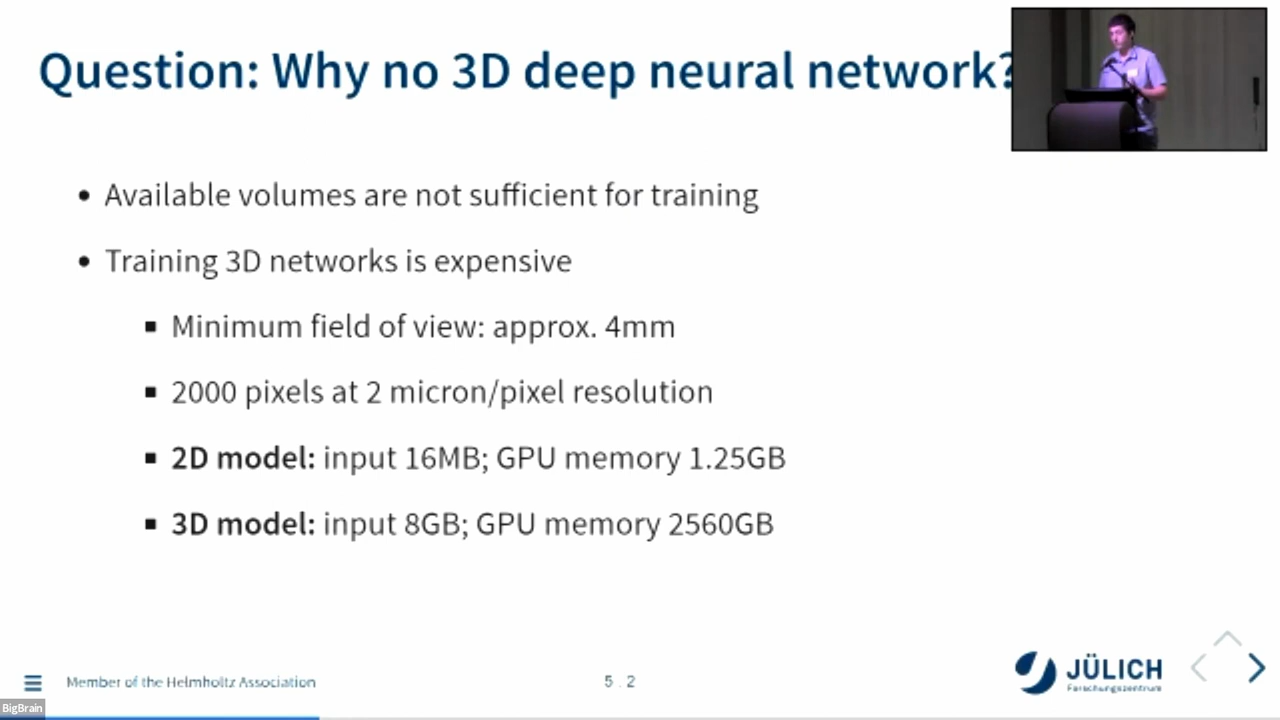 Question: Why no 3D deep neural network?
Available volumes are not sufficient for training
Training 3D networks is expensive
Minimum field of view: approx. 4mm
2000 pixels at 2 micron/pixel resolution
2D model: input 16MB; GPU memory 1.25GB
3D model: input 8GB; GPU memory 2560GB
Member of the Helmholtz Association
5 . 2
JÜLICH
Forschungszentrum
BigBrain